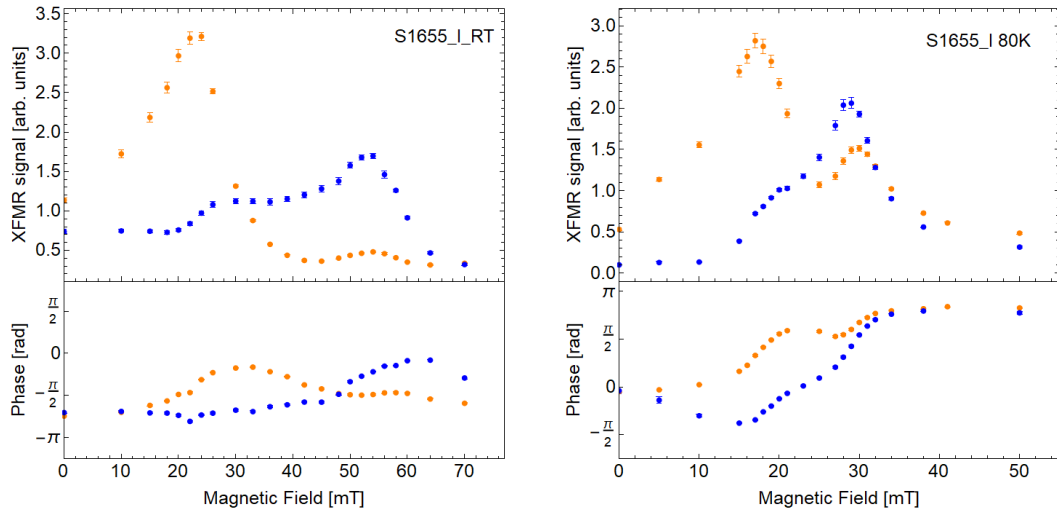 S1655_I_RT
XFMR signal [arb. units]
3.5
3.0
2.5
2.0
1.5
1.0
0.5
Phase [rad]
π/2
0
-π/2
-π
0 10 20 30 40 50 60 70
Magnetic Field [mT]
S1655_I 80K
XFMR signal [arb. units]
3.0
2.5
2.0
1.5
1.0
0.5
0.0
Phase [rad]
π
π/2
0
-π/2
0 10 20 30 40 50
Magnetic Field [mT]